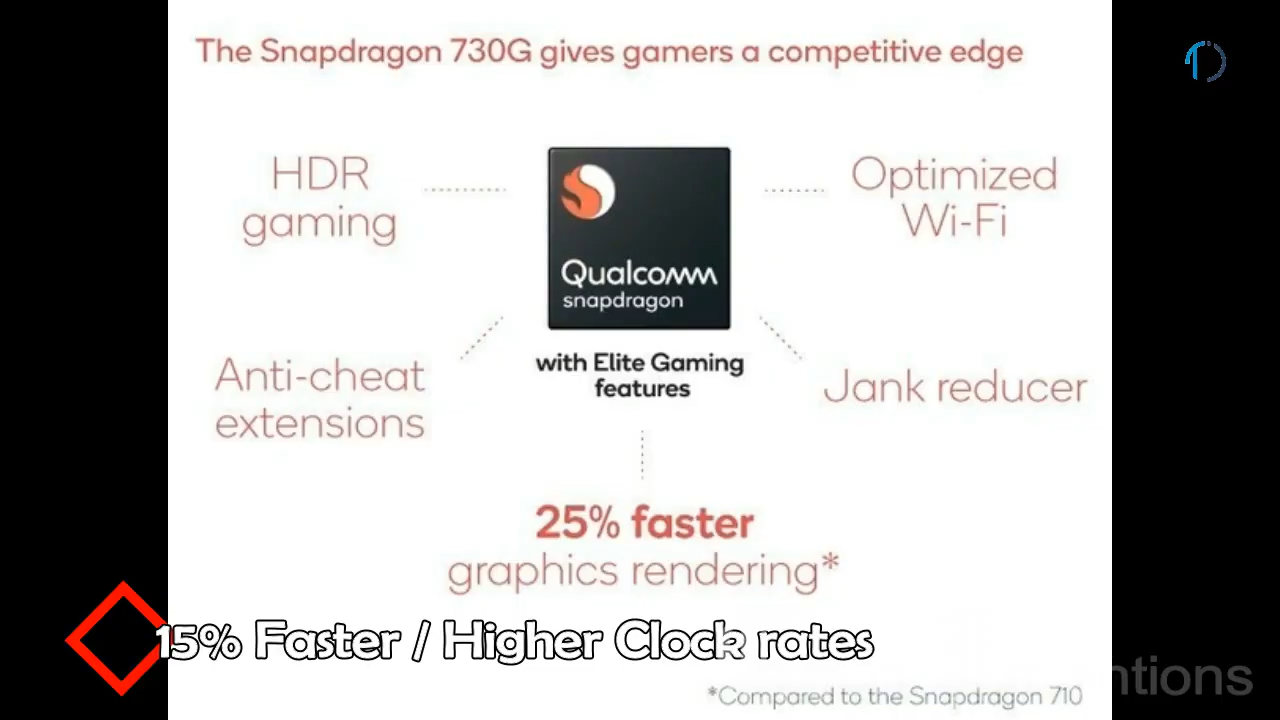 The Snapdragon 730G gives gamers a competitive edge
HDR
gaming
Optimized
Wi-Fi
Qualcomm
snapdragon
with Elite Gaming
features
Anti-cheat
extensions
Jank reducer
25% faster
graphics rendering*
15% Faster / Higher Clock rates
*Compared to the Snapdragon 710